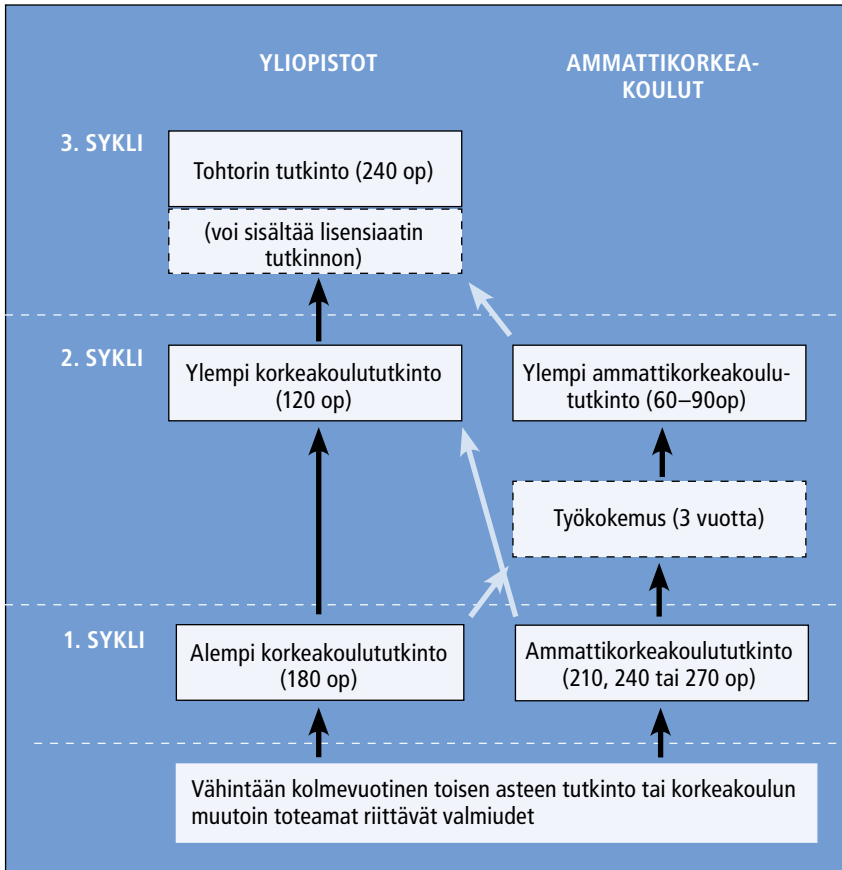 YLIOPISTOT
AMMATTIKORKEA-
KOULUT
3. SYKLI
Tohtorin tutkinto (240 op)
(voi sisältää lisensiaatin
tutkinnon)
2. SYKLI
Ylempi korkeakoulututkinto
(120 op)
Ylempi ammattikorkeakoulu-
tutkinto (60–90op)
Työkokemus (3 vuotta)
1. SYKLI
Alempi korkeakoulututkinto
(180 op)
Ammattikorkeakoulututkinto
(210, 240 tai 270 op)
Vähintään kolmevuotinen toisen asteen tutkinto tai korkeakoulun
muutoin toteamat riittävät valmiudet